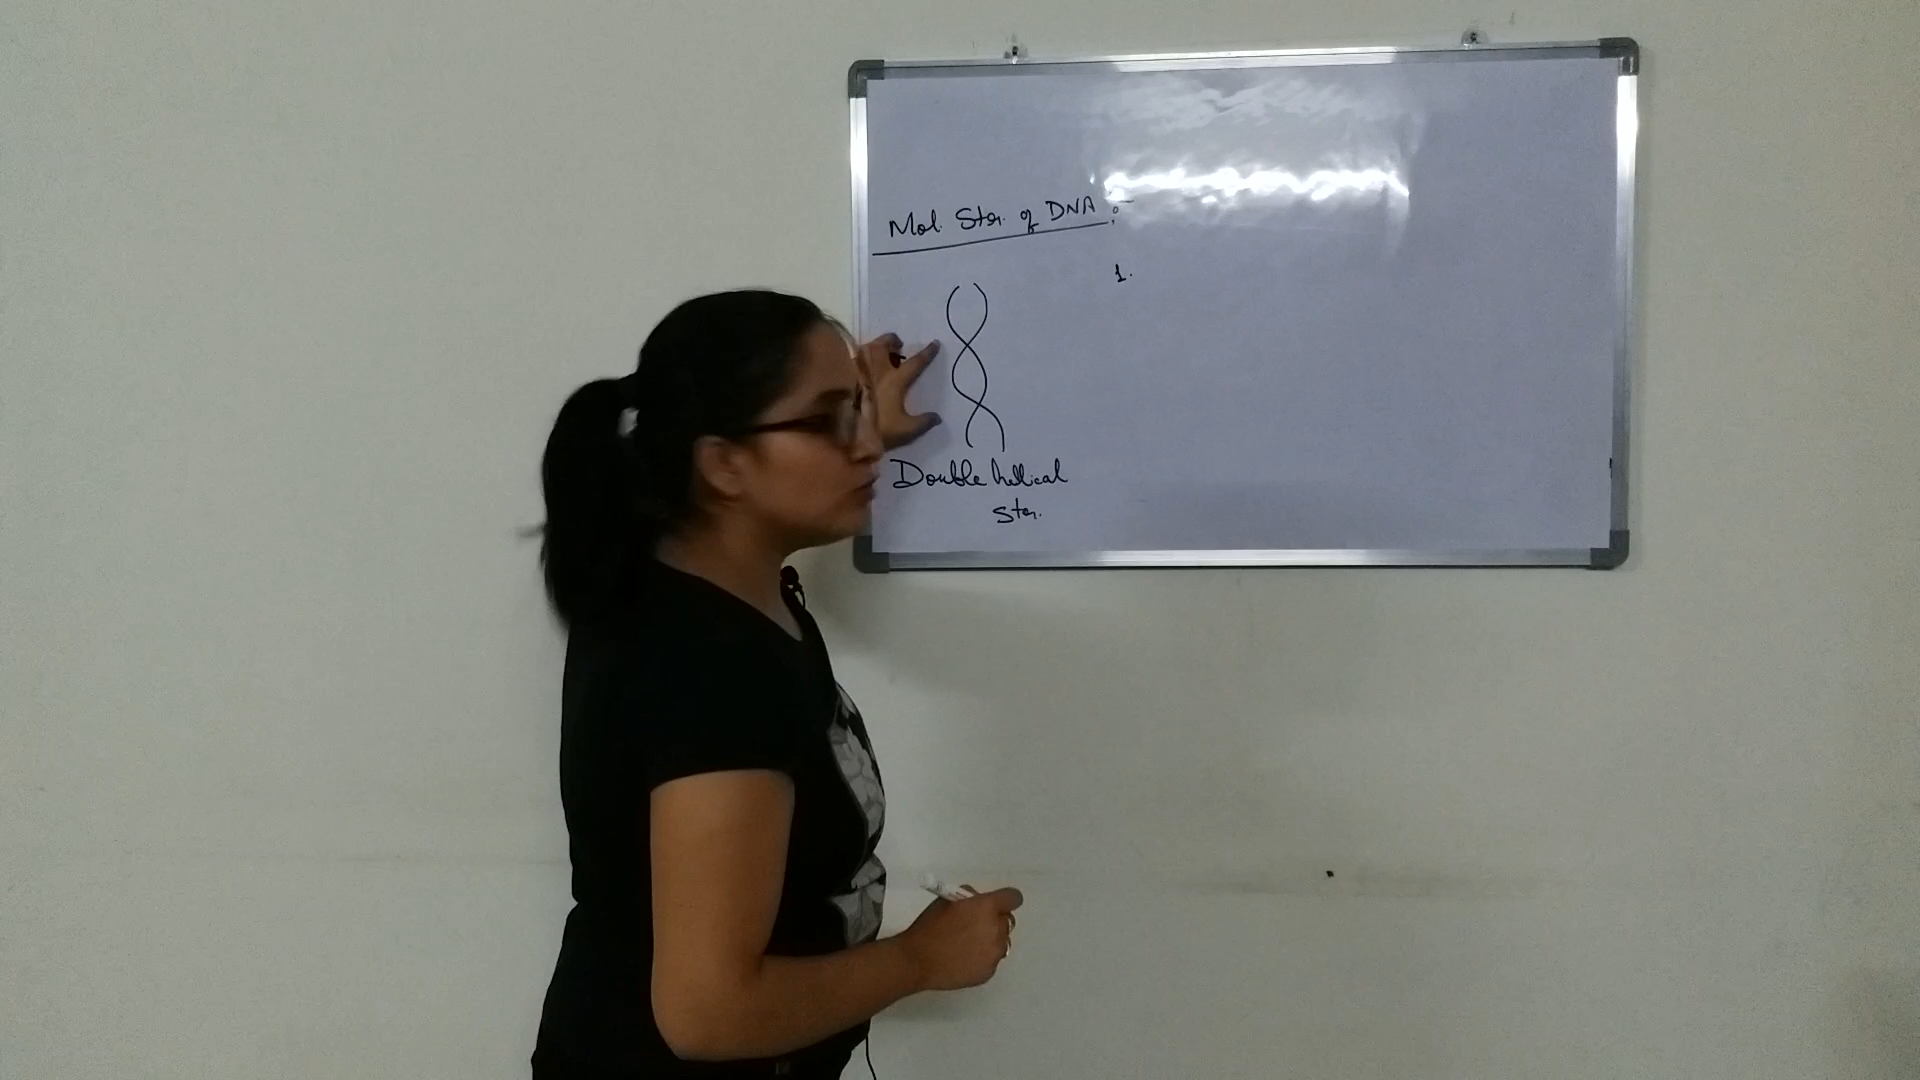 Mol. Str. of DNA :-
1.
Double helical
Str.